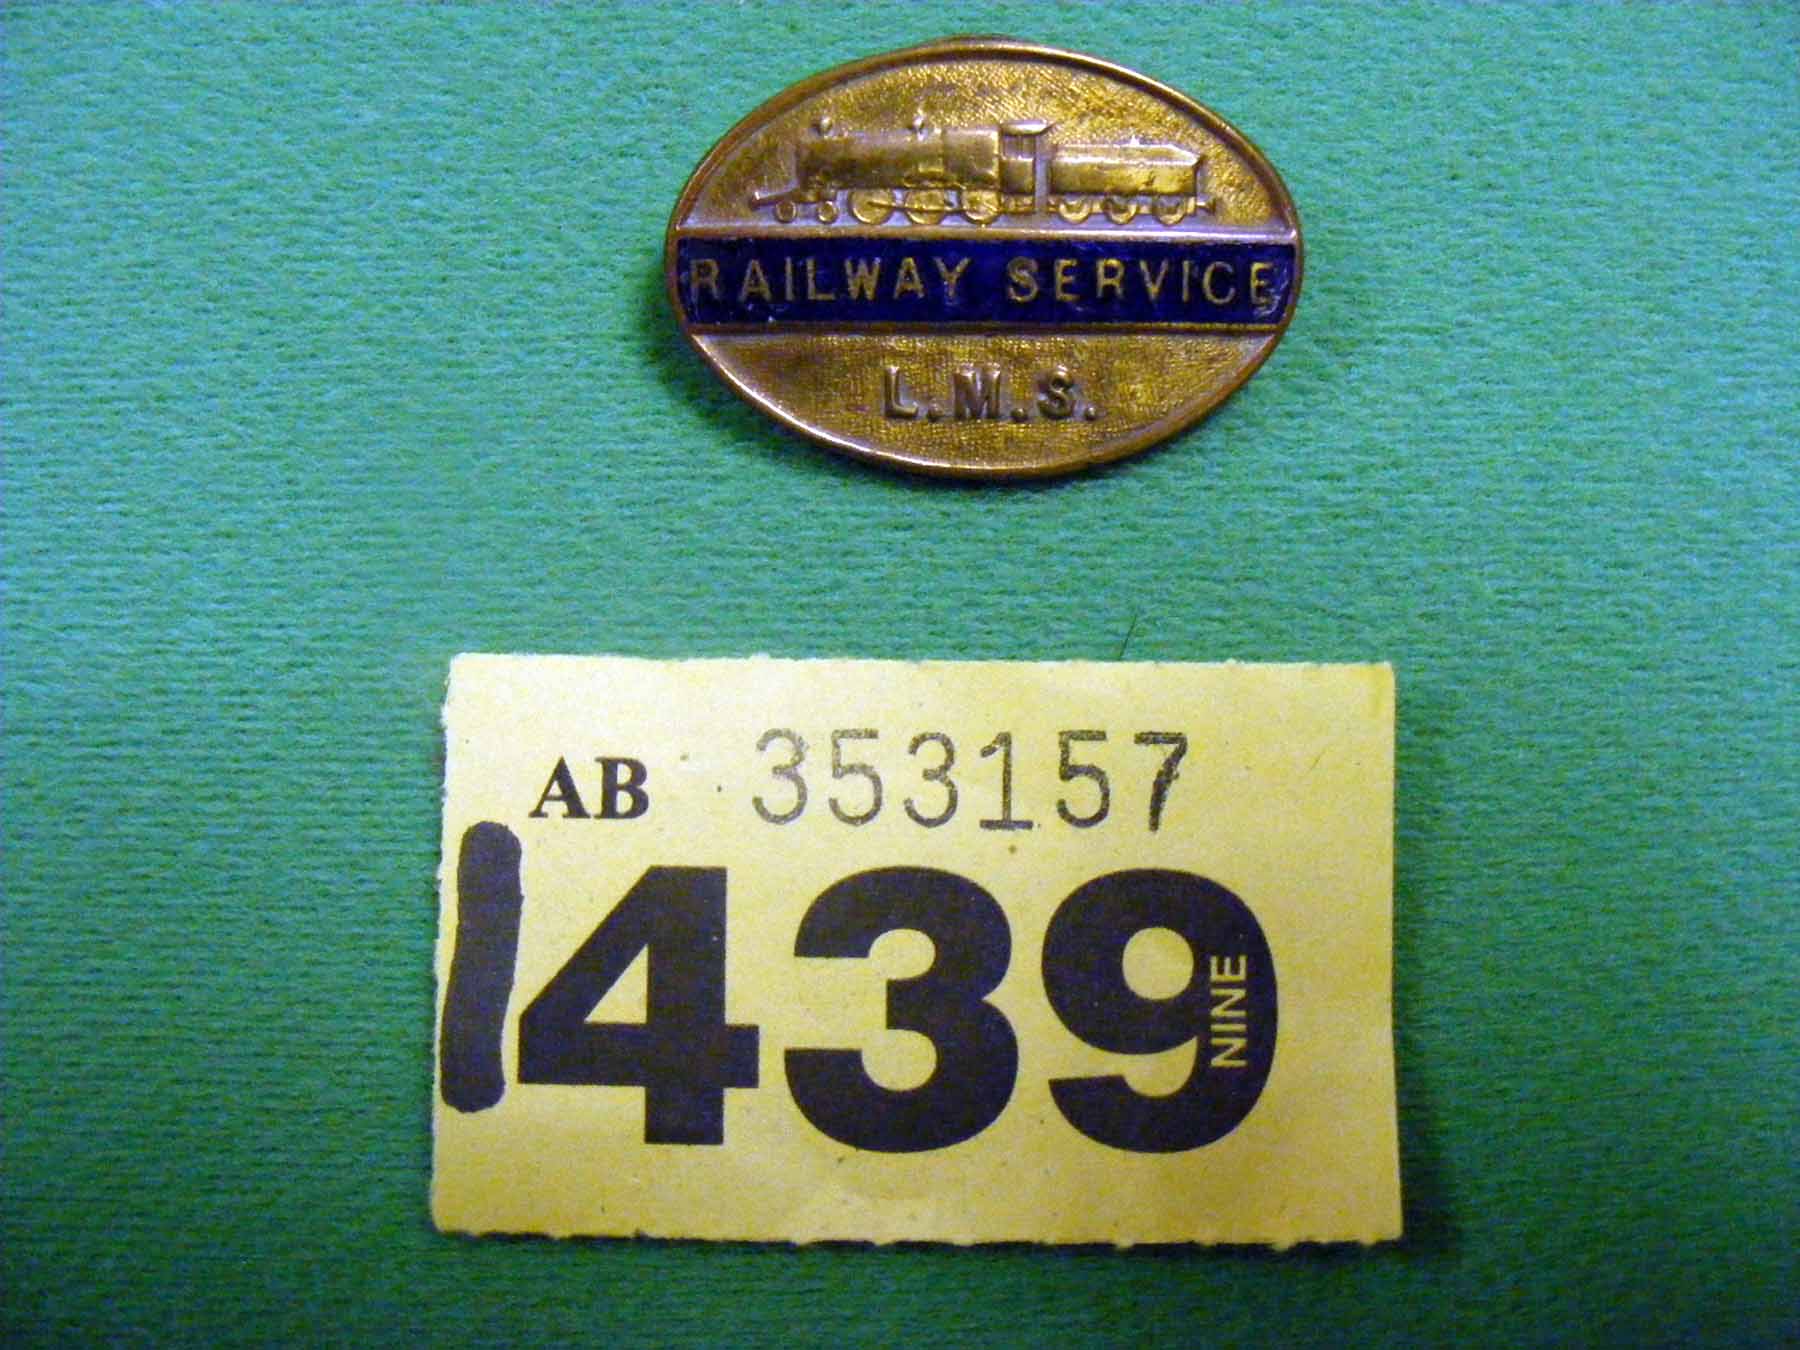 RAILWAY SERVICE
L.M.S.
AB 353157
1439
NINE